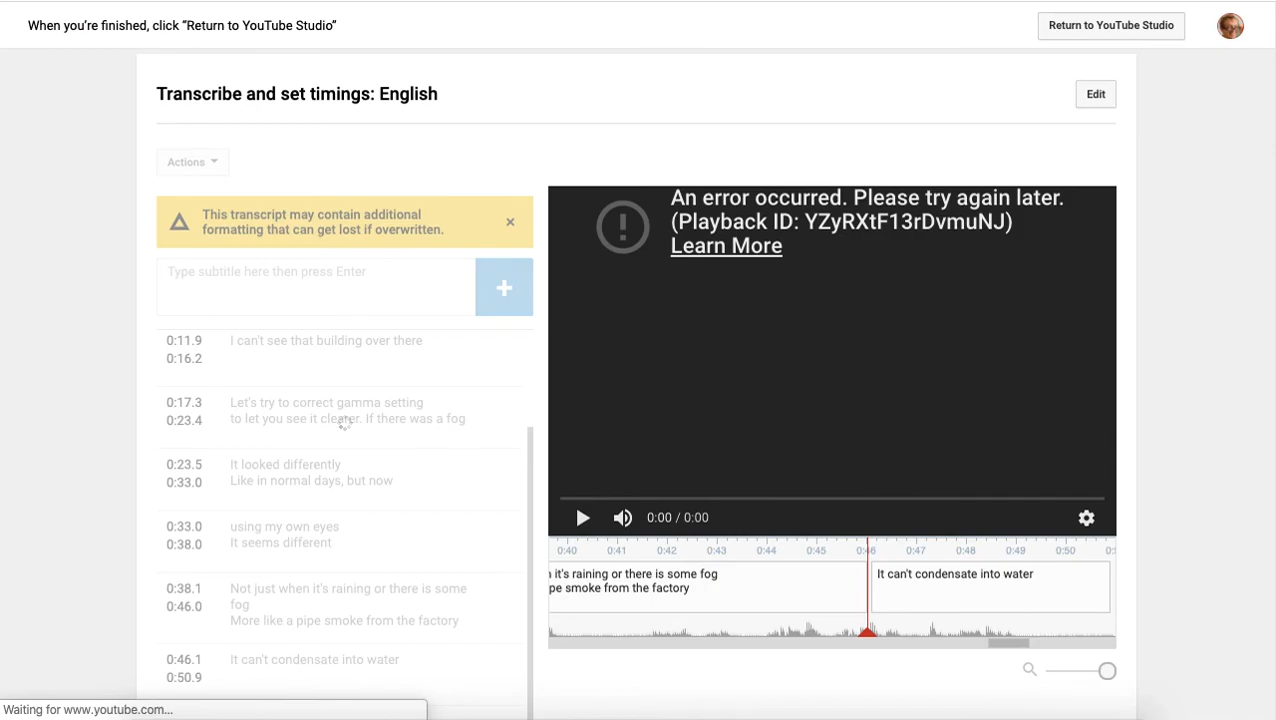 When you're finished, click “Return to YouTube Studio”
Return to YouTube Studio
Transcribe and set timings: English
Edit
Actions
This transcript may contain additional
formatting that can get lost if overwritten.
×
Type subtitle here then press Enter
+
0:11.9 I can't see that building over there
0:16.2
0:17.3 Let's try to correct gamma setting
0:23.4 to let you see it clearer. If there was a fog
0:23.5 It looked differently
0:33.0 Like in normal days, but now
0:33.0 using my own eyes
0:38.0 It seems different
0:38.1 Not just when it's raining or there is some
fog
0:46.0
More like a pipe smoke from the factory
0:46.1 It can't condensate into water
0:50.9
An error occurred. Please try again later.
(Playback ID: YZyRXtF13rDvmuNJ)
Learn More
0:00 / 0:00
0:40 0:41 0:42 0:43 0:44 0:45 0:46 0:47 0:48 0:49 0:50
it's raining or there is some fog
pe smoke from the factory
It can't condensate into water
Waiting for www.youtube.com...